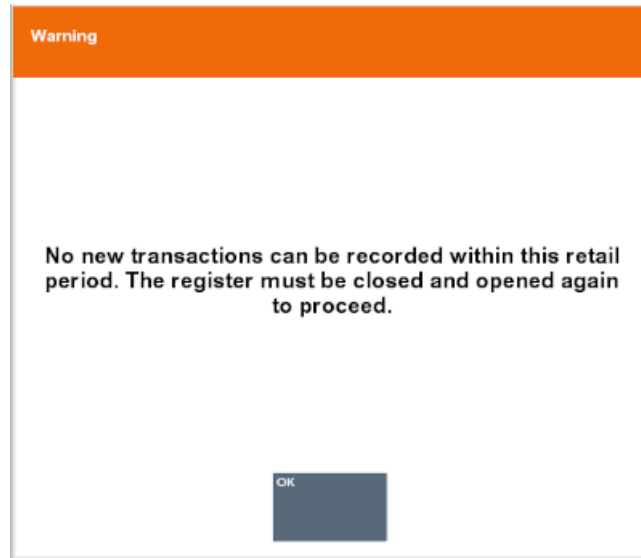 Warning
No new transactions can be recorded within this retail
period. The register must be closed and opened again
to proceed.
OK